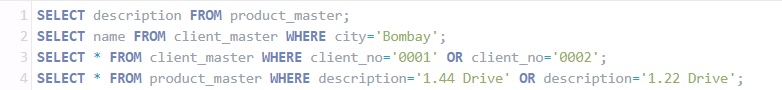 1 SELECT description FROM product_master;
2 SELECT name FROM client_master WHERE city='Bombay';
3 SELECT * FROM client_master WHERE client_no='0001' OR client_no='0002';
4 SELECT * FROM product_master WHERE description='1.44 Drive' OR description='1.22 Drive';